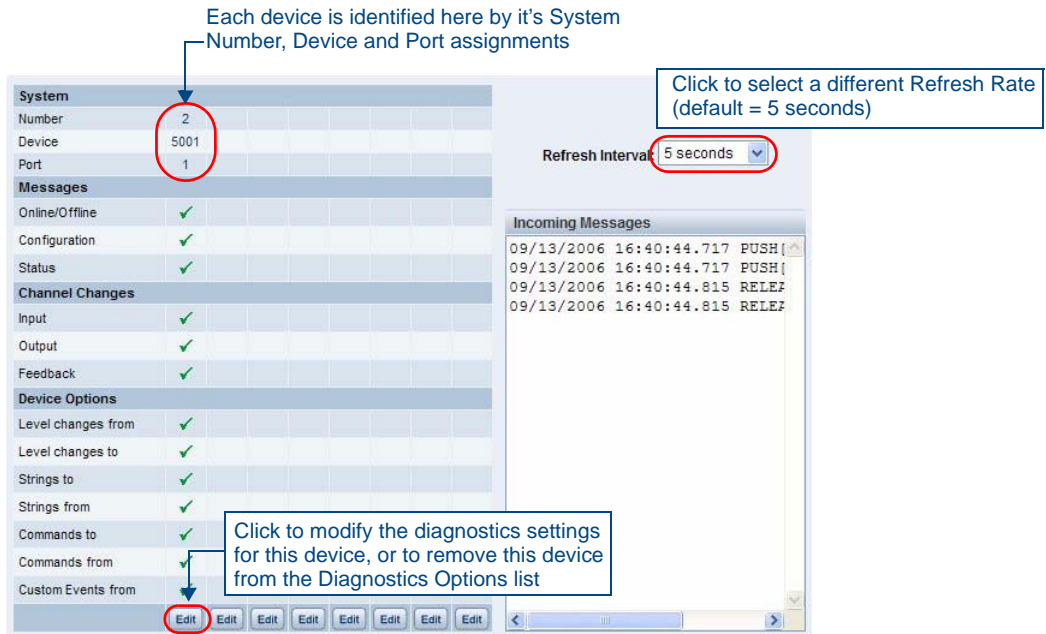 Each device is identified here by it's System
Number, Device and Port assignments
Click to select a different Refresh Rate
(default = 5 seconds)
System
Number 2
Device 5001
Port 1
Messages
Online/Offline
Configuration
Status
Channel Changes
Input
Output
Feedback
Device Options
Level changes from
Level changes to
Strings to
Strings from
Commands to
Commands from
Custom Events from
Edit Edit Edit Edit Edit Edit Edit Edit
Refresh Interval: 5 seconds
Incoming Messages
09/13/2006 16:40:44.717 PUSH[
09/13/2006 16:40:44.717 PUSH[
09/13/2006 16:40:44.815 RELEA
09/13/2006 16:40:44.815 RELEA
Click to modify the diagnostics settings
for this device, or to remove this device
from the Diagnostics Options list